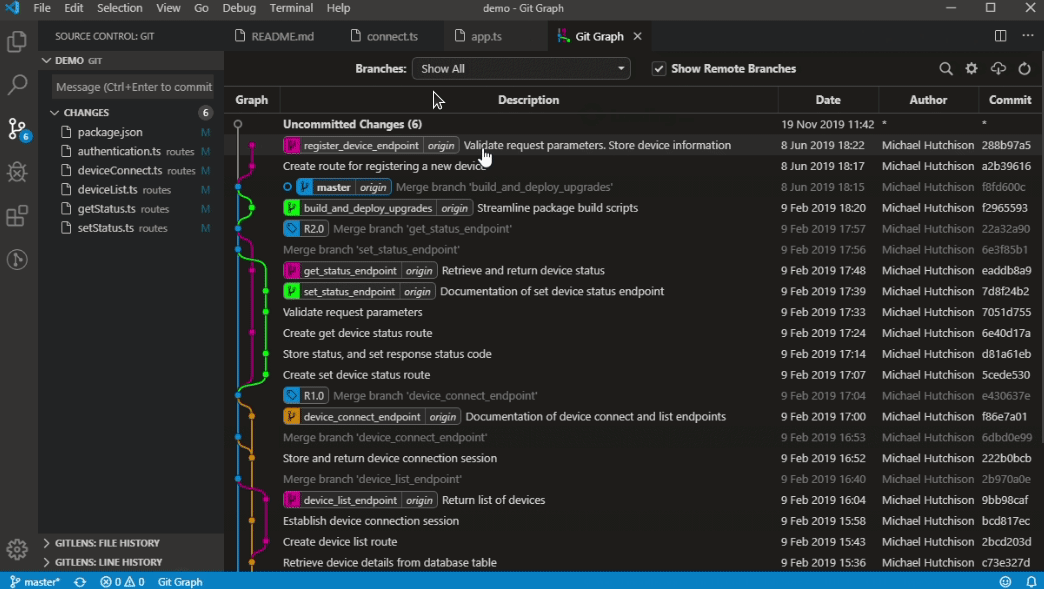 File Edit Selection View Go Debug Terminal Help demo - Git Graph
SOURCE CONTROL: GIT
README.md connect.ts app.ts Git Graph
DEMO GIT
Message (Ctrl+Enter to commit
CHANGES 6
package.json M
authentication.ts routes M
deviceConnect.ts routes M
deviceList.ts routes M
getStatus.ts routes M
setStatus.ts routes M
6
GITLENS: FILE HISTORY
GITLENS: LINE HISTORY
Branches: Show All Show Remote Branches
Graph Description Date Author Commit
Uncommitted Changes (6) 19 Nov 2019 11:42 * *
register_device_endpoint origin Validate request parameters. Store device information 8 Jun 2019 18:22 Michael Hutchison 288b97a5
Create route for registering a new device 8 Jun 2019 18:17 Michael Hutchison a2b39616
master origin Merge branch 'build_and_deploy_upgrades' 8 Jun 2019 18:15 Michael Hutchison f8fd600c
build_and_deploy_upgrades origin Streamline package build scripts 9 Feb 2019 18:20 Michael Hutchison f2965593
R2.0 Merge branch 'get_status_endpoint' 9 Feb 2019 17:57 Michael Hutchison 22a32a90
Merge branch 'set_status_endpoint' 9 Feb 2019 17:56 Michael Hutchison 6e3f85b1
get_status_endpoint origin Retrieve and return device status 9 Feb 2019 17:48 Michael Hutchison eaddb8a9
set_status_endpoint origin Documentation of set device status endpoint 9 Feb 2019 17:39 Michael Hutchison 7d8f24b2
Validate request parameters 9 Feb 2019 17:33 Michael Hutchison 7051d755
Create get device status route 9 Feb 2019 17:24 Michael Hutchison 6e40d17a
Store status, and set response status code 9 Feb 2019 17:14 Michael Hutchison d81a61eb
Create set device status route 9 Feb 2019 17:07 Michael Hutchison 5cede530
R1.0 Merge branch 'device_connect_endpoint' 9 Feb 2019 17:04 Michael Hutchison e430637e
device_connect_endpoint origin Documentation of device connect and list endpoints 9 Feb 2019 17:00 Michael Hutchison f86e7a01
Merge branch 'device_connect_endpoint' 9 Feb 2019 16:53 Michael Hutchison 6dbd0e99
Store and return device connection session 9 Feb 2019 16:52 Michael Hutchison 222b0bcb
Merge branch 'device_list_endpoint' 9 Feb 2019 16:40 Michael Hutchison 2b970a0e
device_list_endpoint origin Return list of devices 9 Feb 2019 16:04 Michael Hutchison 9bb98caf
Establish device connection session 9 Feb 2019 15:58 Michael Hutchison bcd817ec
Create device list route 9 Feb 2019 15:43 Michael Hutchison 2bcd203d
Retrieve device details from database table 9 Feb 2019 15:36 Michael Hutchison c73e327d
master* 0 0 Git Graph